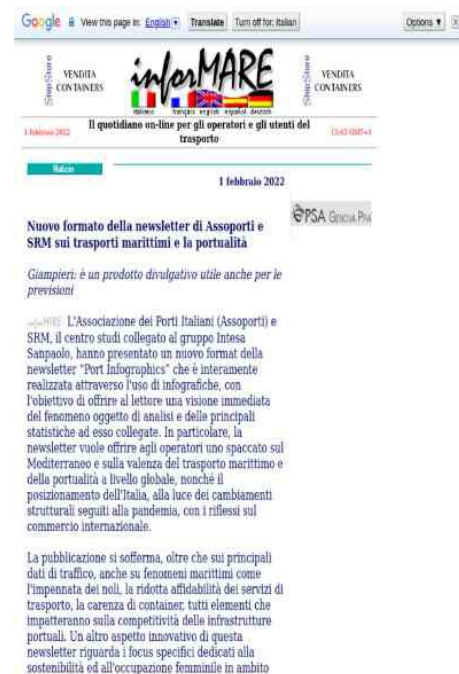 Google View this page in: English Translate Turn off for: Italian Options ▼
VENDITA CONTAINERS
inforMARE
VENDITA CONTAINERS
italiano français english español deutsch
1 febbraio 2022 Il quotidiano on-line per gli operatori e gli utenti del trasporto GMT+1
Notizie
1 febbraio 2022
PSA Genova Pra'
Nuovo formato della newsletter di Assoporti e
SRM sui trasporti marittimi e la portualità
Giampieri: è un prodotto divulgativo utile anche per le
previsioni
inforMARE L'Associazione dei Porti Italiani (Assoporti) e
SRM, il centro studi collegato al gruppo Intesa
Sanpaolo, hanno presentato un nuovo format della
newsletter "Port Infographics" che è interamente
realizzata attraverso l'uso di infografiche, con
l'obiettivo di offrire al lettore una visione immediata
del fenomeno oggetto di analisi e delle principali
statistiche ad esso collegate. In particolare, la
newsletter vuole offrire agli operatori uno spaccato sul
Mediterraneo e sulla valenza del trasporto marittimo e
della portualità a livello globale, nonché il
posizionamento dell'Italia, alla luce dei cambiamenti
strutturali seguiti alla pandemia, con i riflessi sul
commercio internazionale.
La pubblicazione si sofferma, oltre che sui principali
dati di traffico, anche su fenomeni marittimi come
l'impennata dei noli, la ridotta affidabilità dei servizi di
trasporto, la carenza di container, tutti elementi che
impatteranno sulla competitività delle infrastrutture
portuali. Un altro aspetto innovativo di questa
newsletter riguarda i focus specifici dedicati alla
sostenibilità ed all'occupazione femminile in ambito